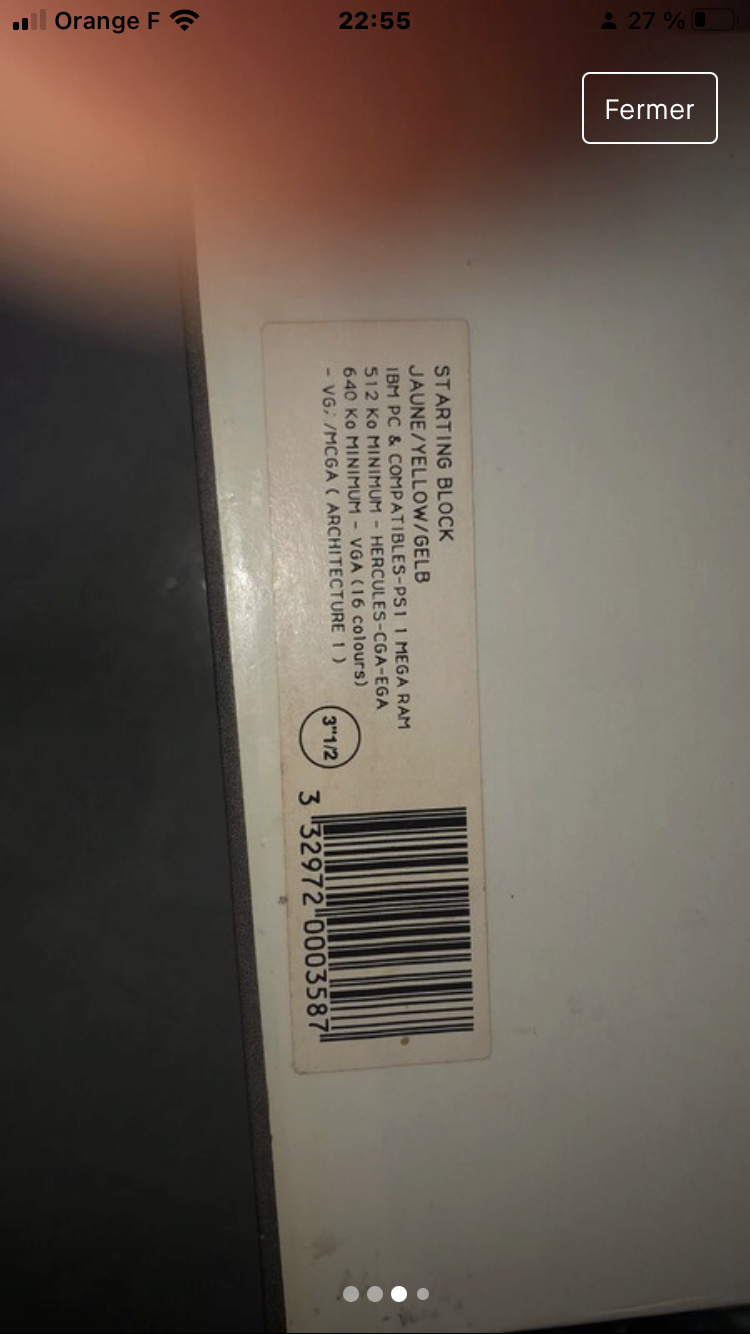 Orange F
22:55
27 %
Fermer
STARTING BLOCK
JAUNE/YELLOW/GELB
IBM PC & COMPATIBLES-PS1 1 MEGA RAM
512 Ko MINIMUM - HERCULES-CGA-EGA
640 Ko MINIMUM - VGA (16 colours)
- /MCGA ( ARCHITECTURE 1 )
3"1/2
3 329720003587